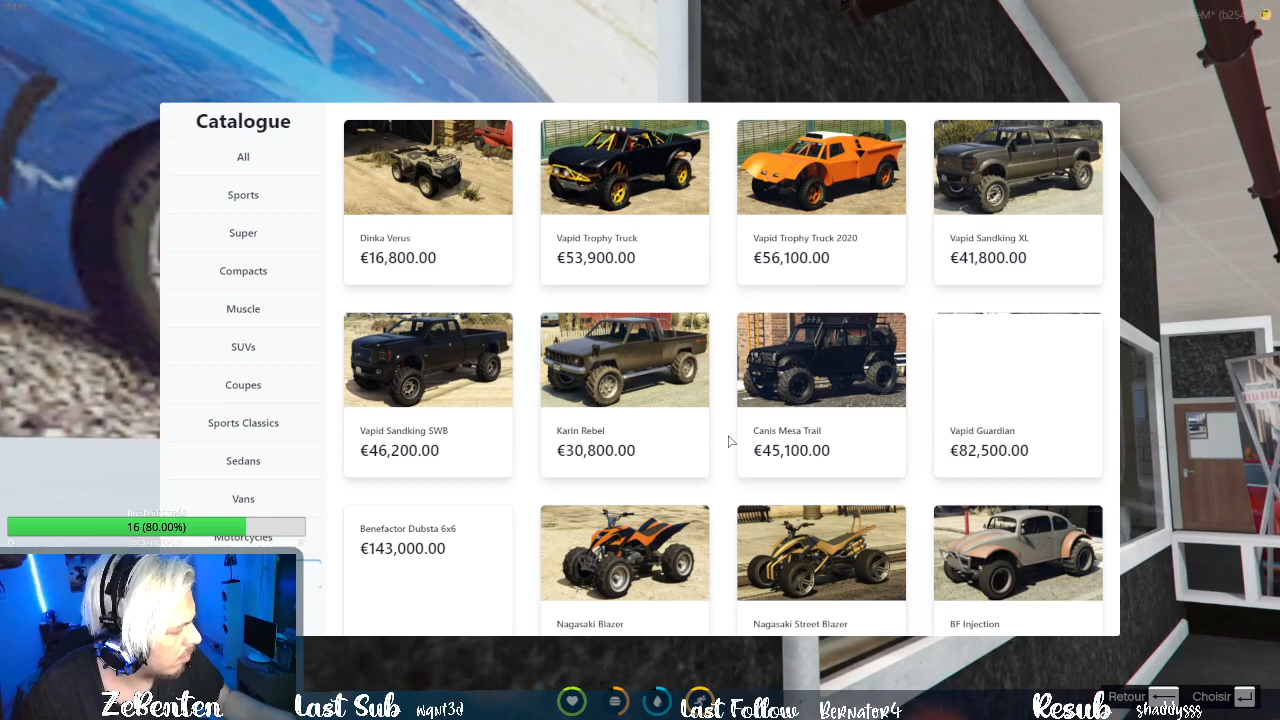 Catalogue
All
Sports
Super
Compacts
Muscle
SUVs
Coupes
Sports Classics
Sedans
Vans
Motorcycles
Dinka Verus
€16,800.00
Vapid Trophy Truck
€53,900.00
Vapid Trophy Truck 2020
€56,100.00
Vapid Sandking XL
€41,800.00
Vapid Sandking SWB
€46,200.00
Karin Rebel
€30,800.00
Canis Mesa Trail
€45,100.00
Vapid Guardian
€82,500.00
Benefactor Dubsta 6x6
€143,000.00
Nagasaki Blazer
Nagasaki Street Blazer
BF Injection
16 (80.00%)
ZeBenten
Last Sub mqnt3d
Last Follow Bernator4
Resub shaddysss
Retour
Choisir